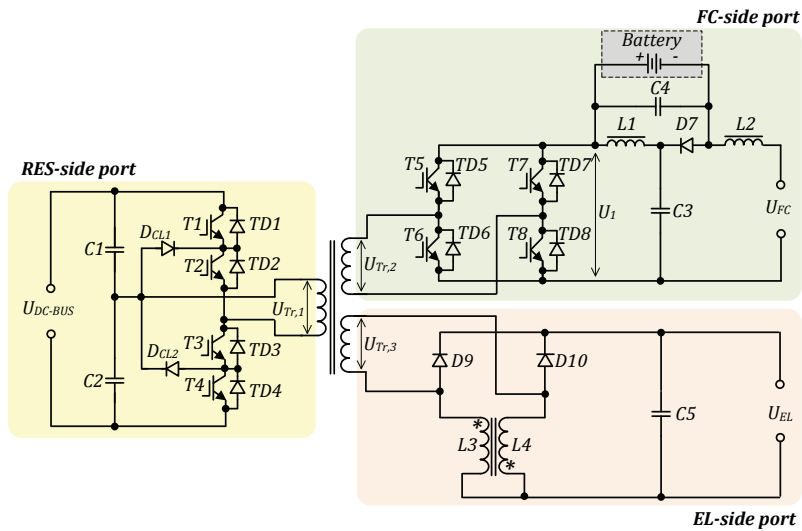 FC-side port
Battery
+ -
C4
L1 D7 L2
RES-side port
T5 TD5 T7 TD7
U1 C3 UFC
T6 TD6 T8 TD8
T1 TD1
DCL1
C1
T2 TD2
UTr,2
UDC-BUS
UTr,1
UTr,3
DCL2
T3 TD3
C2
T4 TD4
D9 D10
C5
UEL
* L3 L4 *
EL-side port